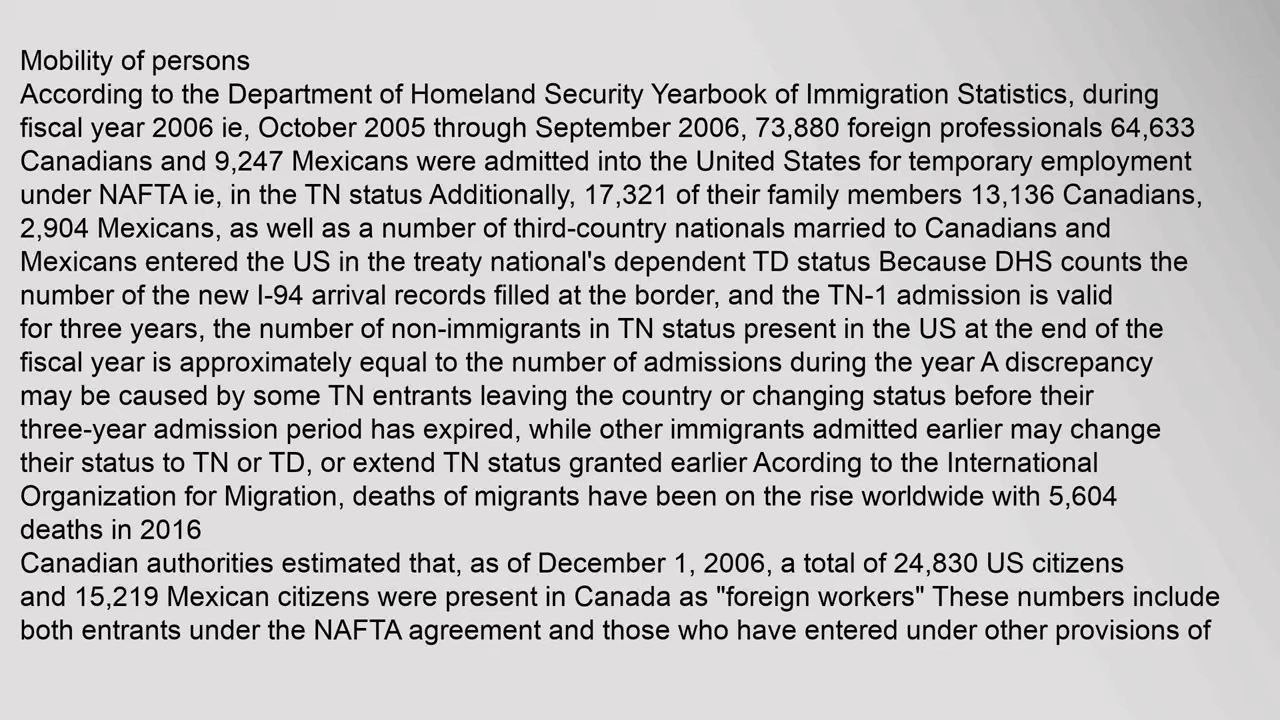 Mobility of persons
According to the Department of Homeland Security Yearbook of Immigration Statistics, during
fiscal year 2006 ie, October 2005 through September 2006, 73,880 foreign professionals 64,633
Canadians and 9,247 Mexicans were admitted into the United States for temporary employment
under NAFTA ie, in the TN status Additionally, 17,321 of their family members 13,136 Canadians,
2,904 Mexicans, as well as a number of third-country nationals married to Canadians and
Mexicans entered the US in the treaty national's dependent TD status Because DHS counts the
number of the new I-94 arrival records filled at the border, and the TN-1 admission is valid
for three years, the number of non-immigrants in TN status present in the US at the end of the
fiscal year is approximately equal to the number of admissions during the year A discrepancy
may be caused by some TN entrants leaving the country or changing status before their
three-year admission period has expired, while other immigrants admitted earlier may change
their status to TN or TD, or extend TN status granted earlier Acording to the International
Organization for Migration, deaths of migrants have been on the rise worldwide with 5,604
deaths in 2016
Canadian authorities estimated that, as of December 1, 2006, a total of 24,830 US citizens
and 15,219 Mexican citizens were present in Canada as "foreign workers" These numbers include
both entrants under the NAFTA agreement and those who have entered under other provisions of